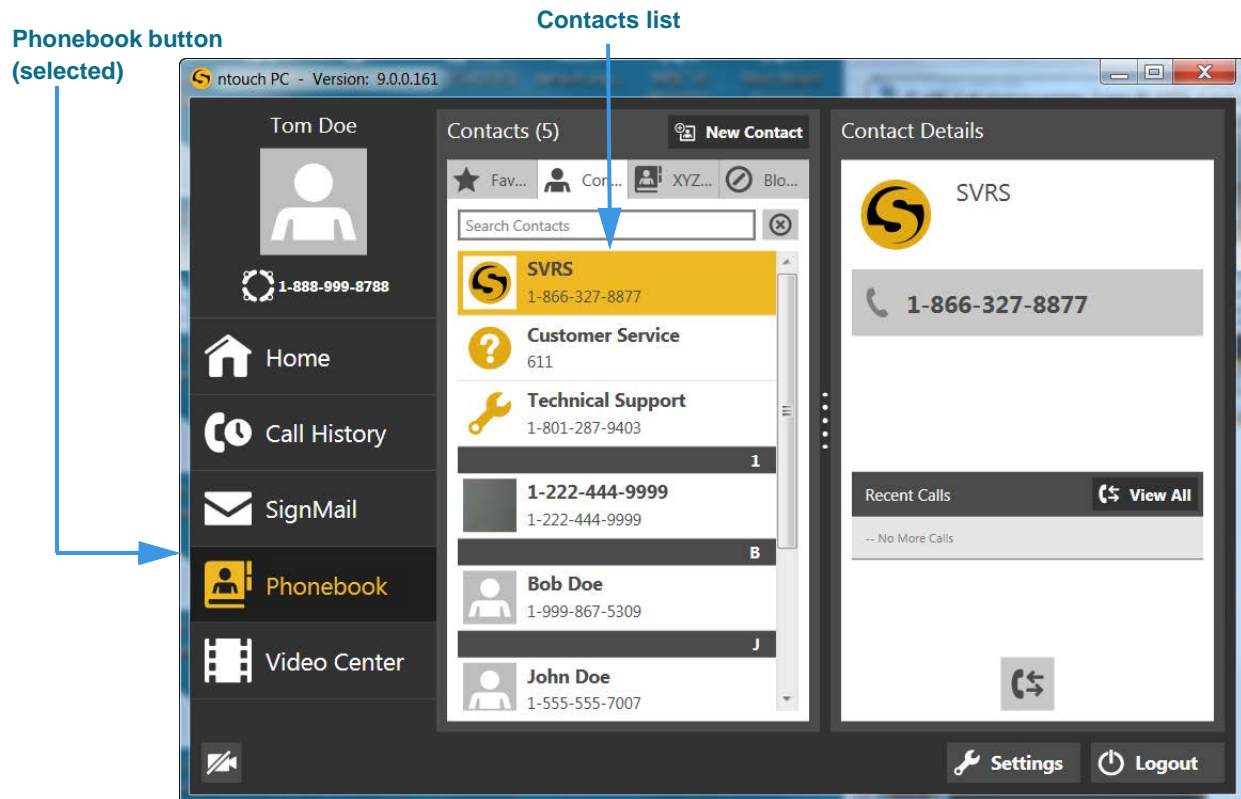 Contacts list
Phonebook button
(selected)
ntouch PC - Version: 9.0.0.161
Tom Doe
1-888-999-8788
Home
Call History
SignMail
Phonebook
Video Center
Contacts (5)
New Contact
Fav...
Con...
XYZ...
Blo...
Search Contacts
SVRS
1-866-327-8877
Customer Service
611
Technical Support
1-801-287-9403
1
1-222-444-9999
1-222-444-9999
B
Bob Doe
1-999-867-5309
J
John Doe
1-555-555-7007
Contact Details
SVRS
1-866-327-8877
Recent Calls
View All
-- No More Calls
Settings
Logout